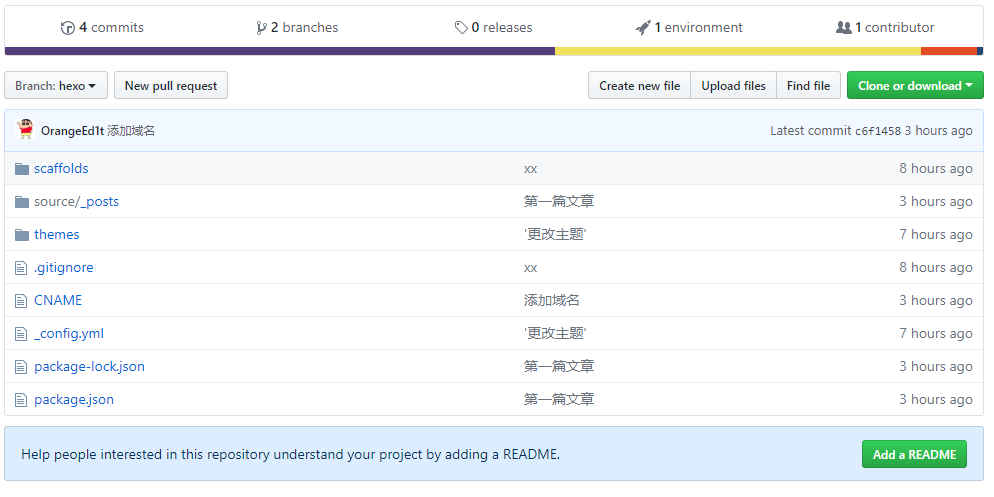 4 commits 2 branches 0 releases 1 environment 1 contributor
Branch: hexo New pull request Create new file Upload files Find file Clone or download
OrangeEd1t 添加域名 Latest commit c6f1458 3 hours ago
scaffolds xx 8 hours ago
source/_posts 第一篇文章 3 hours ago
themes '更改主题' 7 hours ago
.gitignore xx 8 hours ago
CNAME 添加域名 3 hours ago
_config.yml '更改主题' 7 hours ago
package-lock.json 第一篇文章 3 hours ago
package.json 第一篇文章 3 hours ago
Help people interested in this repository understand your project by adding a README. Add a README